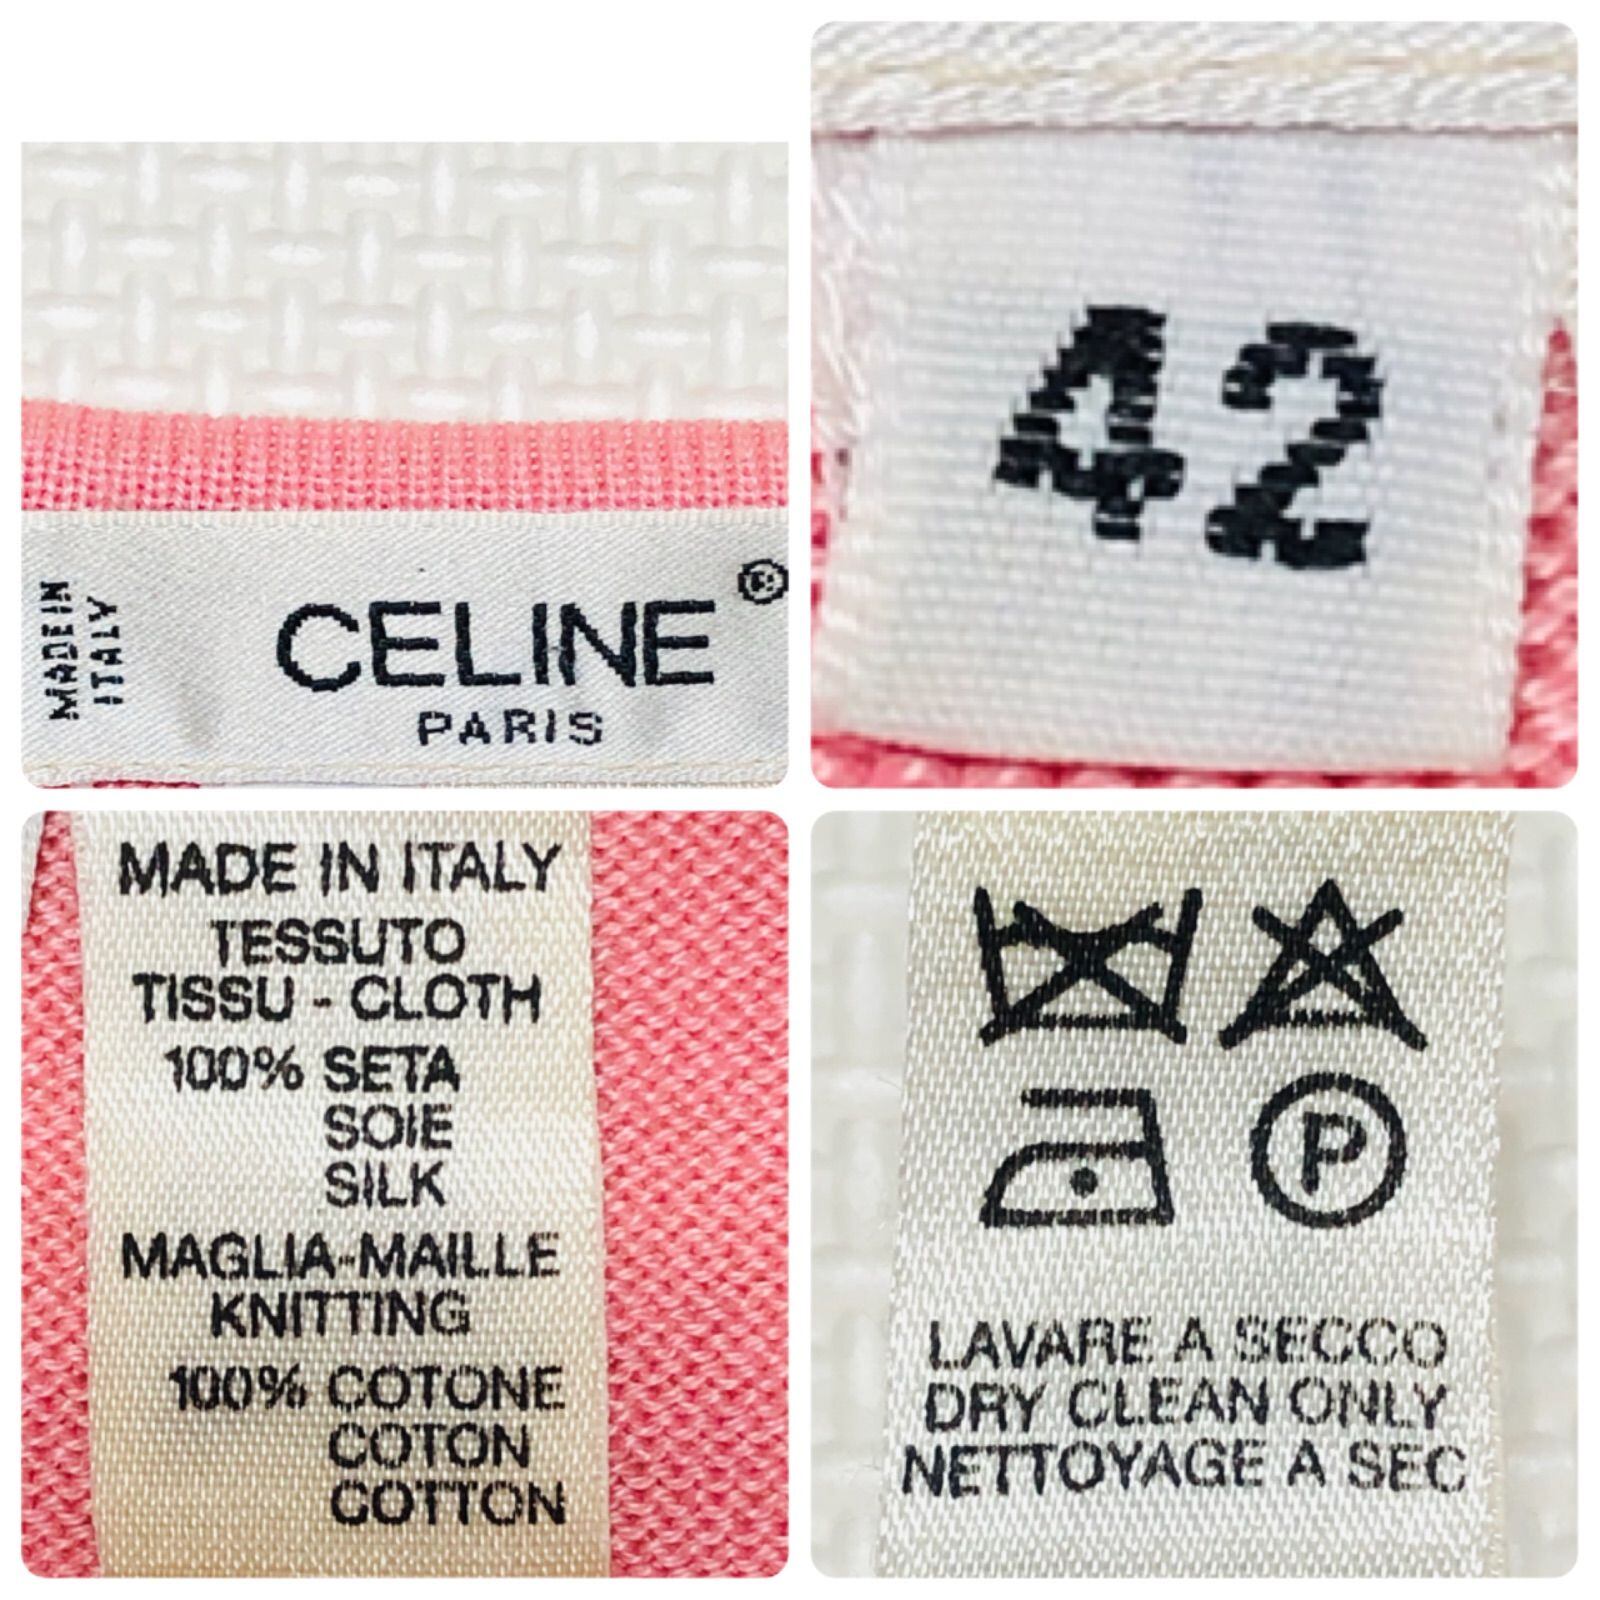 MADE IN
ITALY
CELINE®
PARIS
42
MADE IN ITALY
TESSUTO
TISSU - CLOTH
100% SETA
SOIE
SILK
MAGLIA-MAILLE
KNITTING
100% COTONE
COTON
COTTON
P
LAVARE A SECCO
DRY CLEAN ONLY
NETTOYAGE A SEC